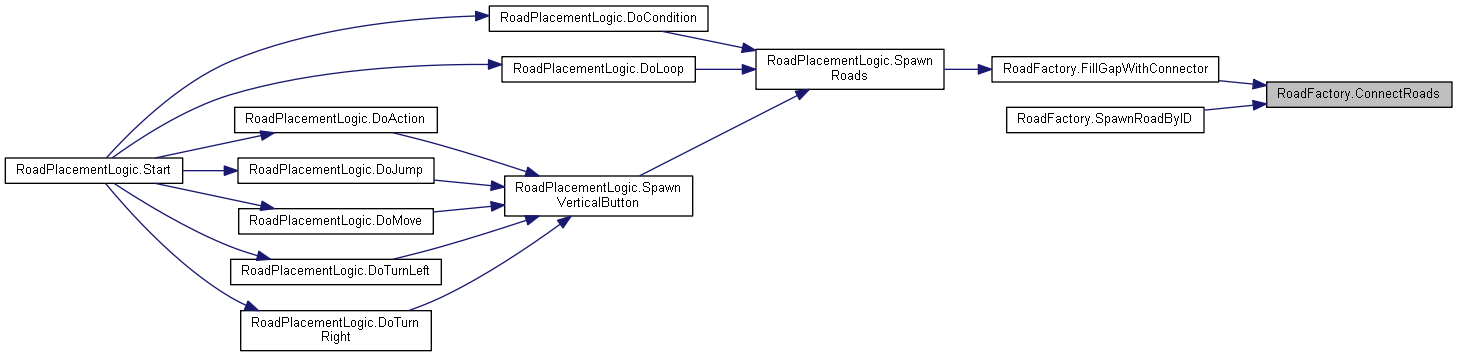 RoadPlacementLogic.Start
RoadPlacementLogic.DoCondition
RoadPlacementLogic.DoLoop
RoadPlacementLogic.DoAction
RoadPlacementLogic.DoJump
RoadPlacementLogic.DoMove
RoadPlacementLogic.DoTurnLeft
RoadPlacementLogic.DoTurn
Right
RoadPlacementLogic.Spawn
Roads
RoadPlacementLogic.Spawn
VerticalButton
RoadFactory.FillGapWithConnector
RoadFactory.SpawnRoadByID
RoadFactory.ConnectRoads